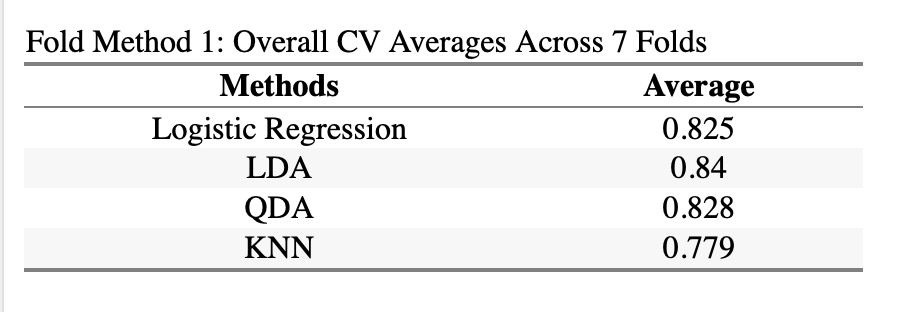 Fold Method 1: Overall CV Averages Across 7 Folds
Methods Average
Logistic Regression 0.825
LDA 0.84
QDA 0.828
KNN 0.779